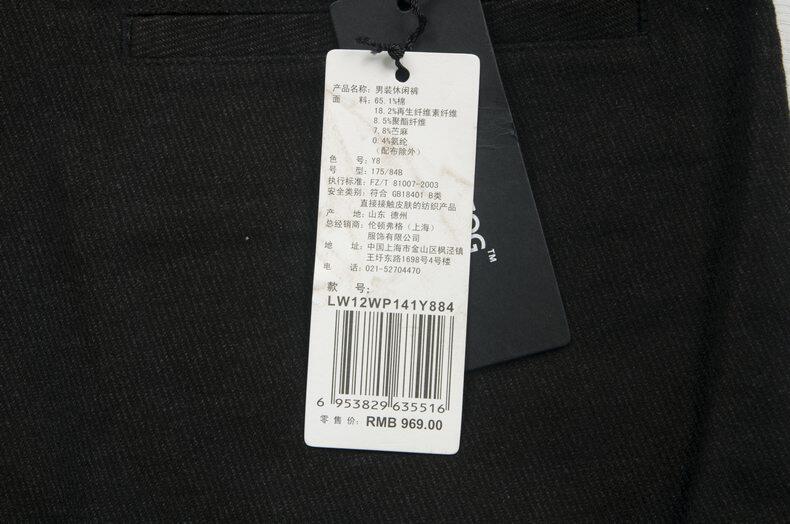 产品名称: 男装休闲裤
面 料: 65.1%棉
18.2%再生纤维素纤维
8.5%聚酯纤维
7.8%苎麻
0.4%氨纶
(配布除外)
色 号: Y8
号 型: 175/84B
执行标准: FZ/T 81007-2003
安全类别: 符合 GB18401 B类
直接接触皮肤的纺织产品
产 地: 山东 德州
总经销商: 伦顿弗格(上海)
服饰有限公司
地 址: 中国上海市金山区枫泾镇
王圩东路1698号4号楼
电 话: 021-52704470
款 号:
LW12WP141Y884
6 953829 635516
零售价: RMB 969.00
OG™